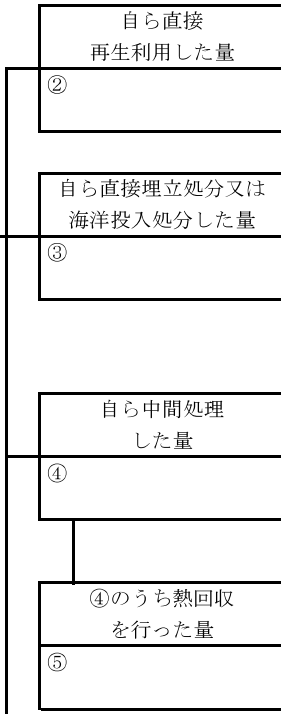 自ら直接
再生利用した量
②
自ら直接埋立処分又は
海洋投入処分した量
③
自ら中間処理
した量
④
④のうち熱回収
を行った量
⑤